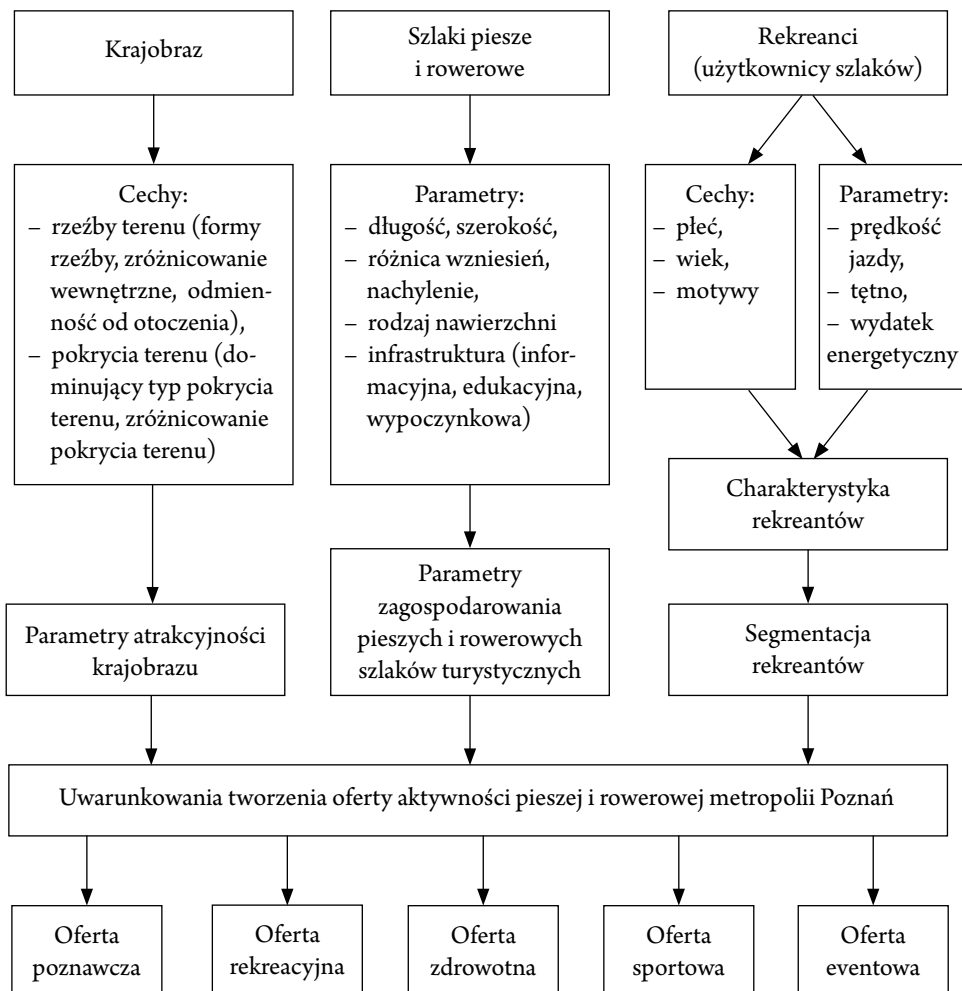 Krajobraz
Szlaki piesze
i rowerowe
Rekreanci
(użytkownicy szlaków)
Cechy:
– rzeźby terenu (formy
rzeźby, zróżnicowanie
wewnętrzne, odmien-
ność od otoczenia),
– pokrycia terenu (do-
minujący typ pokrycia
terenu, zróżnicowanie
pokrycia terenu)
Parametry:
– długość, szerokość,
– różnica wzniesień,
nachylenie,
– rodzaj nawierzchni
– infrastruktura (infor-
macyjna, edukacyjna,
wypoczynkowa)
Cechy:
– płeć,
– wiek,
– motywy
Parametry:
– prędkość
jazdy,
– tętno,
– wydatek
energetyczny
Charakterystyka
rekreantów
Parametry atrakcyjności
krajobrazu
Parametry
zagospodarowania
pieszych i rowerowych
szlaków turystycznych
Segmentacja
rekreantów
Uwarunkowania tworzenia oferty aktywności pieszej i rowerowej metropolii Poznań
Oferta
poznawcza
Oferta
rekreacyjna
Oferta
zdrowotna
Oferta
sportowa
Oferta
eventowa